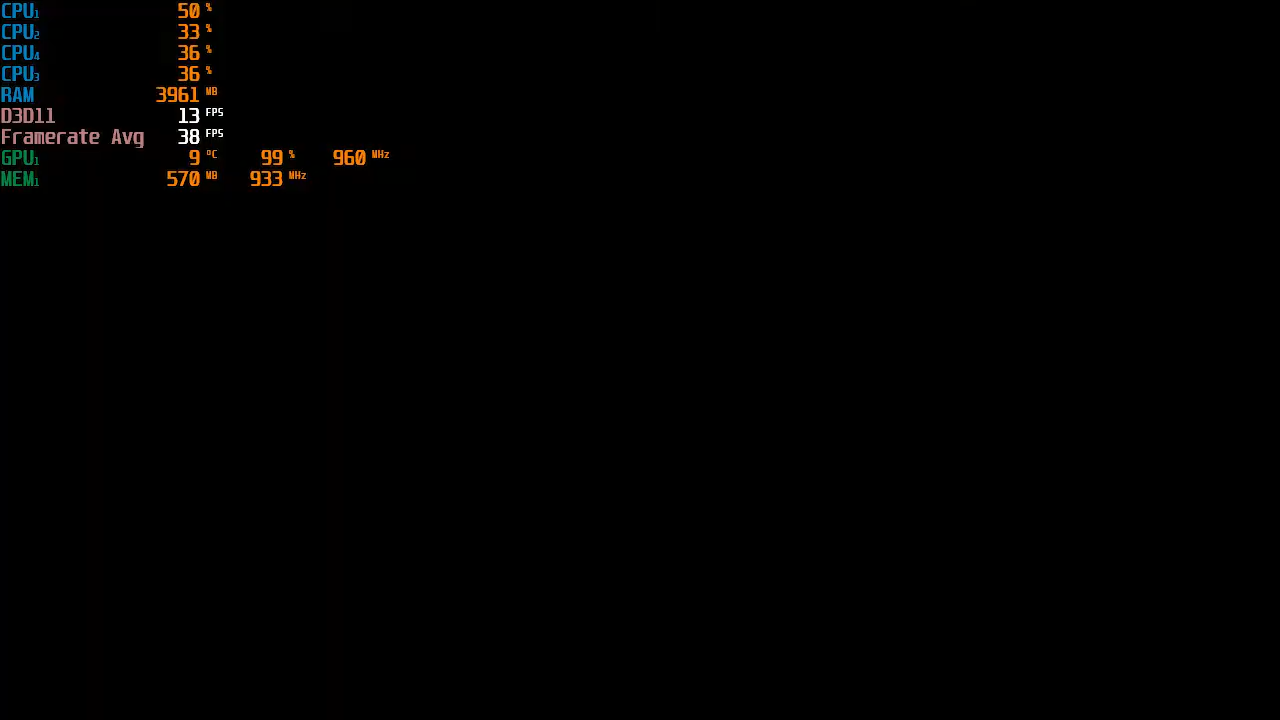 CPU1 50 %
CPU2 33 %
CPU4 36 %
CPU3 36 %
RAM 3961 MB
D3D11 13 FPS
Framerate Avg 38 FPS
GPU1 9 °C 99 % 960 MHz
MEM1 570 MB 933 MHz